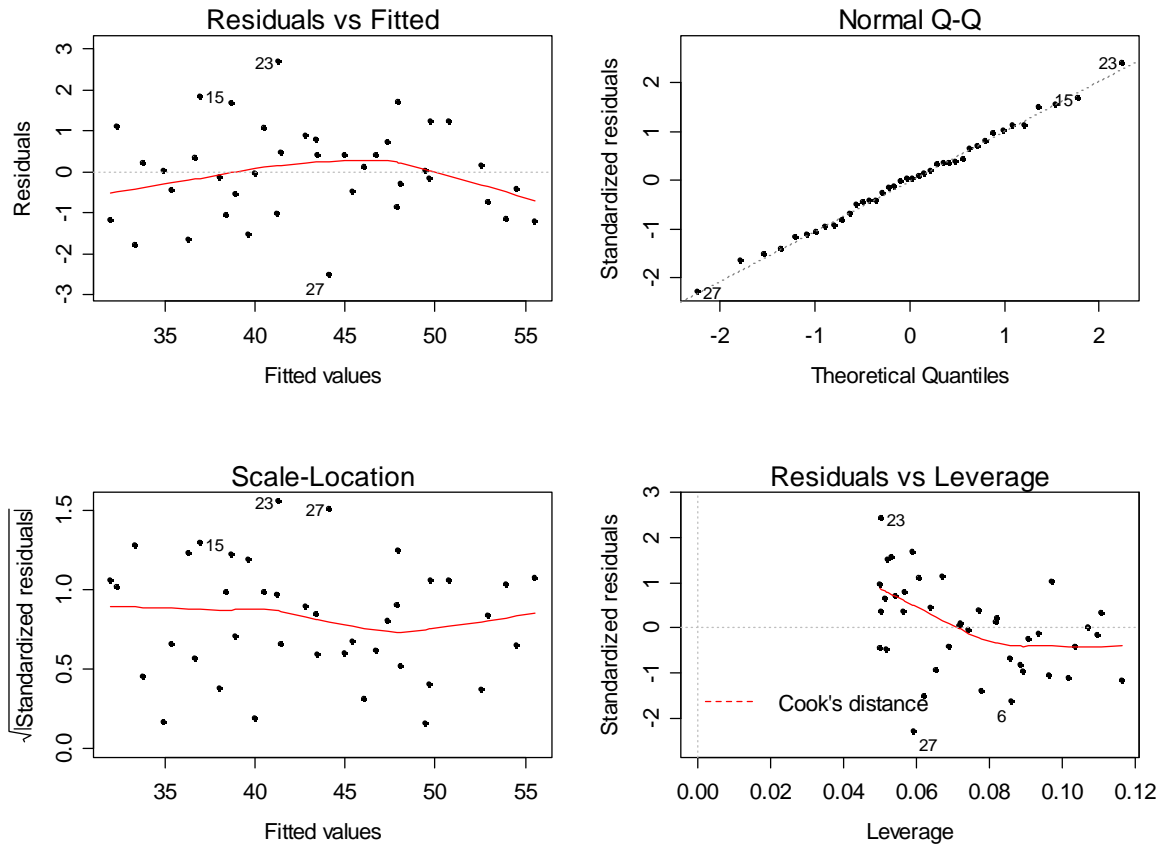 Residuals vs Fitted
Residuals
3
2
1
0
-1
-3
23
15
27
35 40 45 50 55
Fitted values
Normal Q-Q
Standardized residuals
2
1
0
-1
-2
23
15
27
-2 -1 0 1 2
Theoretical Quantiles
Scale-Location
√|Standardized residuals|
1.5
1.0
0.5
0.0
23
27
15
35 40 45 50 55
Fitted values
Residuals vs Leverage
Standardized residuals
3
2
1
0
-1
-2
23
Cook's distance
6
27
0.00 0.02 0.04 0.06 0.08 0.10 0.12
Leverage